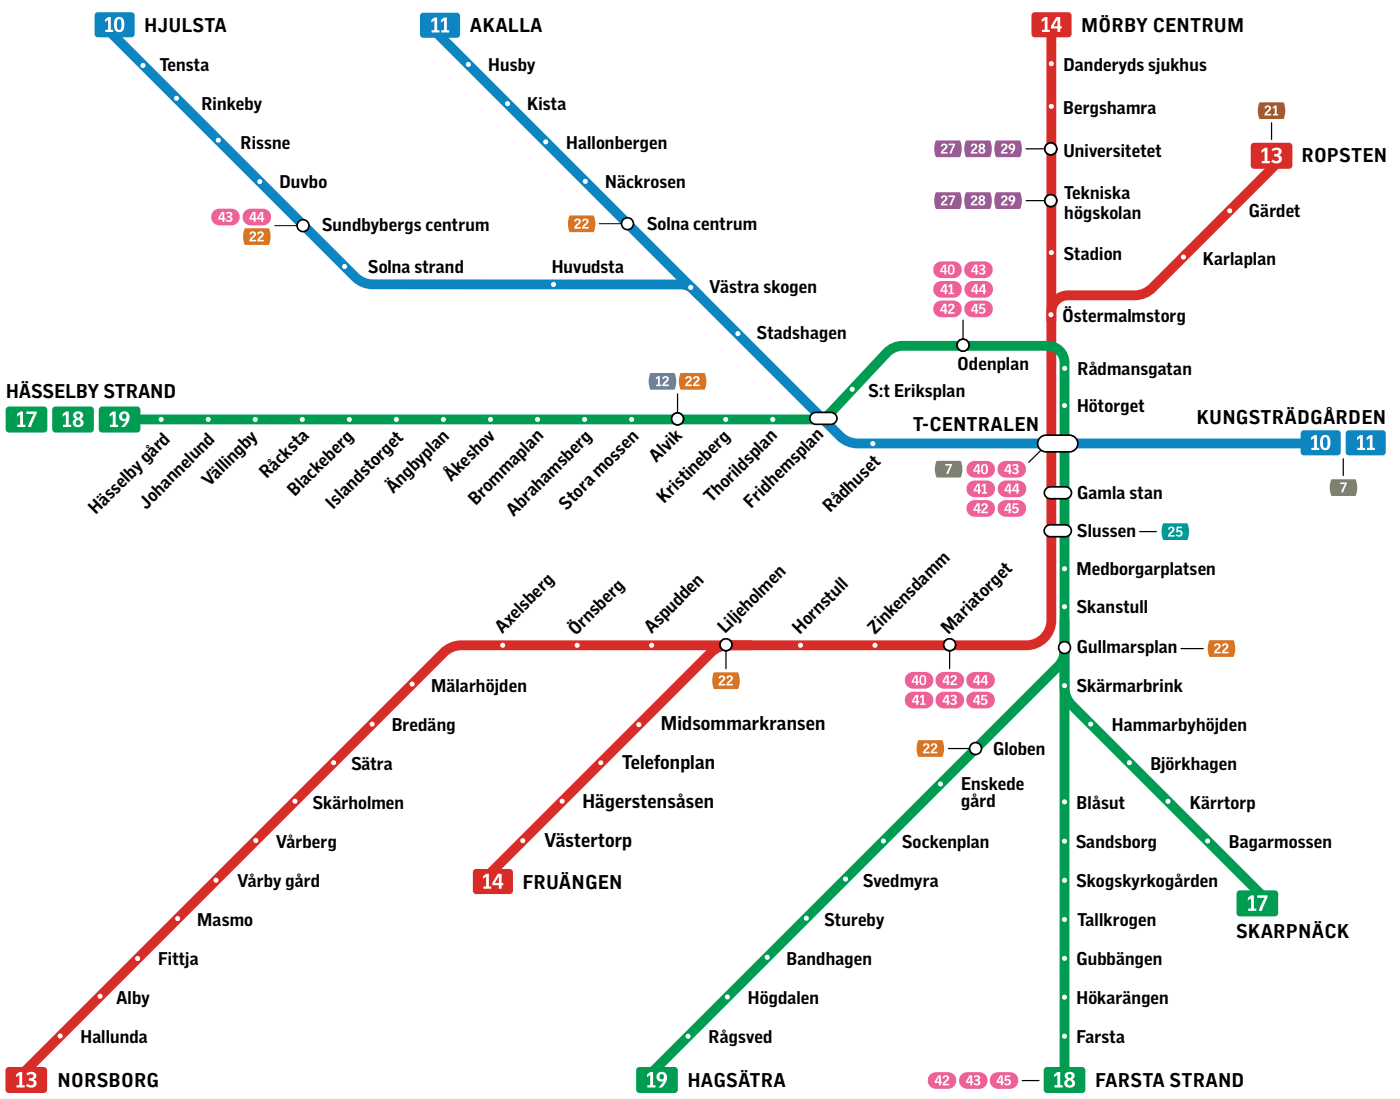 10 HJULSTA
11 AKALLA
14 MÖRBY CENTRUM
Tensta
Rinkeby
Rissne
Duvbo
43 44
22
Sundbybergs centrum
Solna strand
Huvudsta
Husby
Kista
Hallonbergen
Näckrosen
22
Solna centrum
Västra skogen
Stadshagen
Danderyds sjukhus
Bergshamra
27 28 29
Universitetet
27 28 29
Tekniska
högskolan
Stadion
21
13 ROPSTEN
Gärdet
Karlaplan
Östermalmstorg
40 43
41 44
42 45
Odenplan
S:t Eriksplan
Rådmansgatan
Hötorget
HÄSSELBY STRAND
17 18 19
Hässelby gård
Johannelund
Vällingby
Råcksta
Blackeberg
Islandstorget
Ängbyplan
Åkeshov
Brommaplan
Abrahamsberg
Stora mossen
12 22
Alvik
Kristineberg
Thorildsplan
Fridhemsplan
Rådhuset
T-CENTRALEN
7 40 43
41 44
42 45
KUNGSTRÄDGÅRDEN
10 11
7
Gamla stan
Slussen
25
Medborgarplatsen
Skanstull
Gullmarsplan
22
Skärmarbrink
Axelsberg
Örnsberg
Aspudden
Liljeholmen
22
Hornstull
Zinkensdamm
Mariatorget
40 42 44
41 43 45
Mälarhöjden
Bredäng
Sätra
Skärholmen
Vårberg
Vårby gård
Masmo
Fittja
Alby
Hallunda
13 NORSBORG
Midsommarkransen
Telefonplan
Hägerstensåsen
Västertorp
14 FRUÄNGEN
22
Globen
Enskede
gård
Sockenplan
Svedmyra
Stureby
Bandhagen
Högdalen
Rågsved
19 HAGSÄTRA
Blåsut
Sandsborg
Skogskyrkogården
Tallkrogen
Gubbängen
Hökarängen
Farsta
42 43 45
18 FARSTA STRAND
Hammarbyhöjden
Björkhagen
Kärrtorp
Bagarmossen
17
SKARPNÄCK